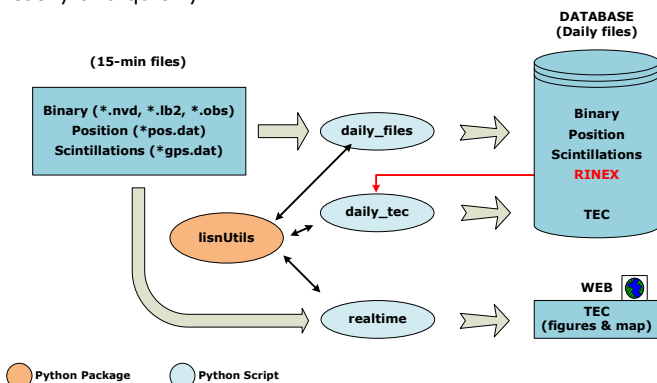 DATABASE
(Daily files)
(15-min files)
Binary (*.nvd, *.lb2, *.obs)
Position (*pos.dat)
Scintillations (*gps.dat)
daily_files
Binary
Position
Scintillations
RINEX
TEC
daily_tec
lisnUtils
realtime
WEB
TEC
(figures & map)
Python Package
Python Script